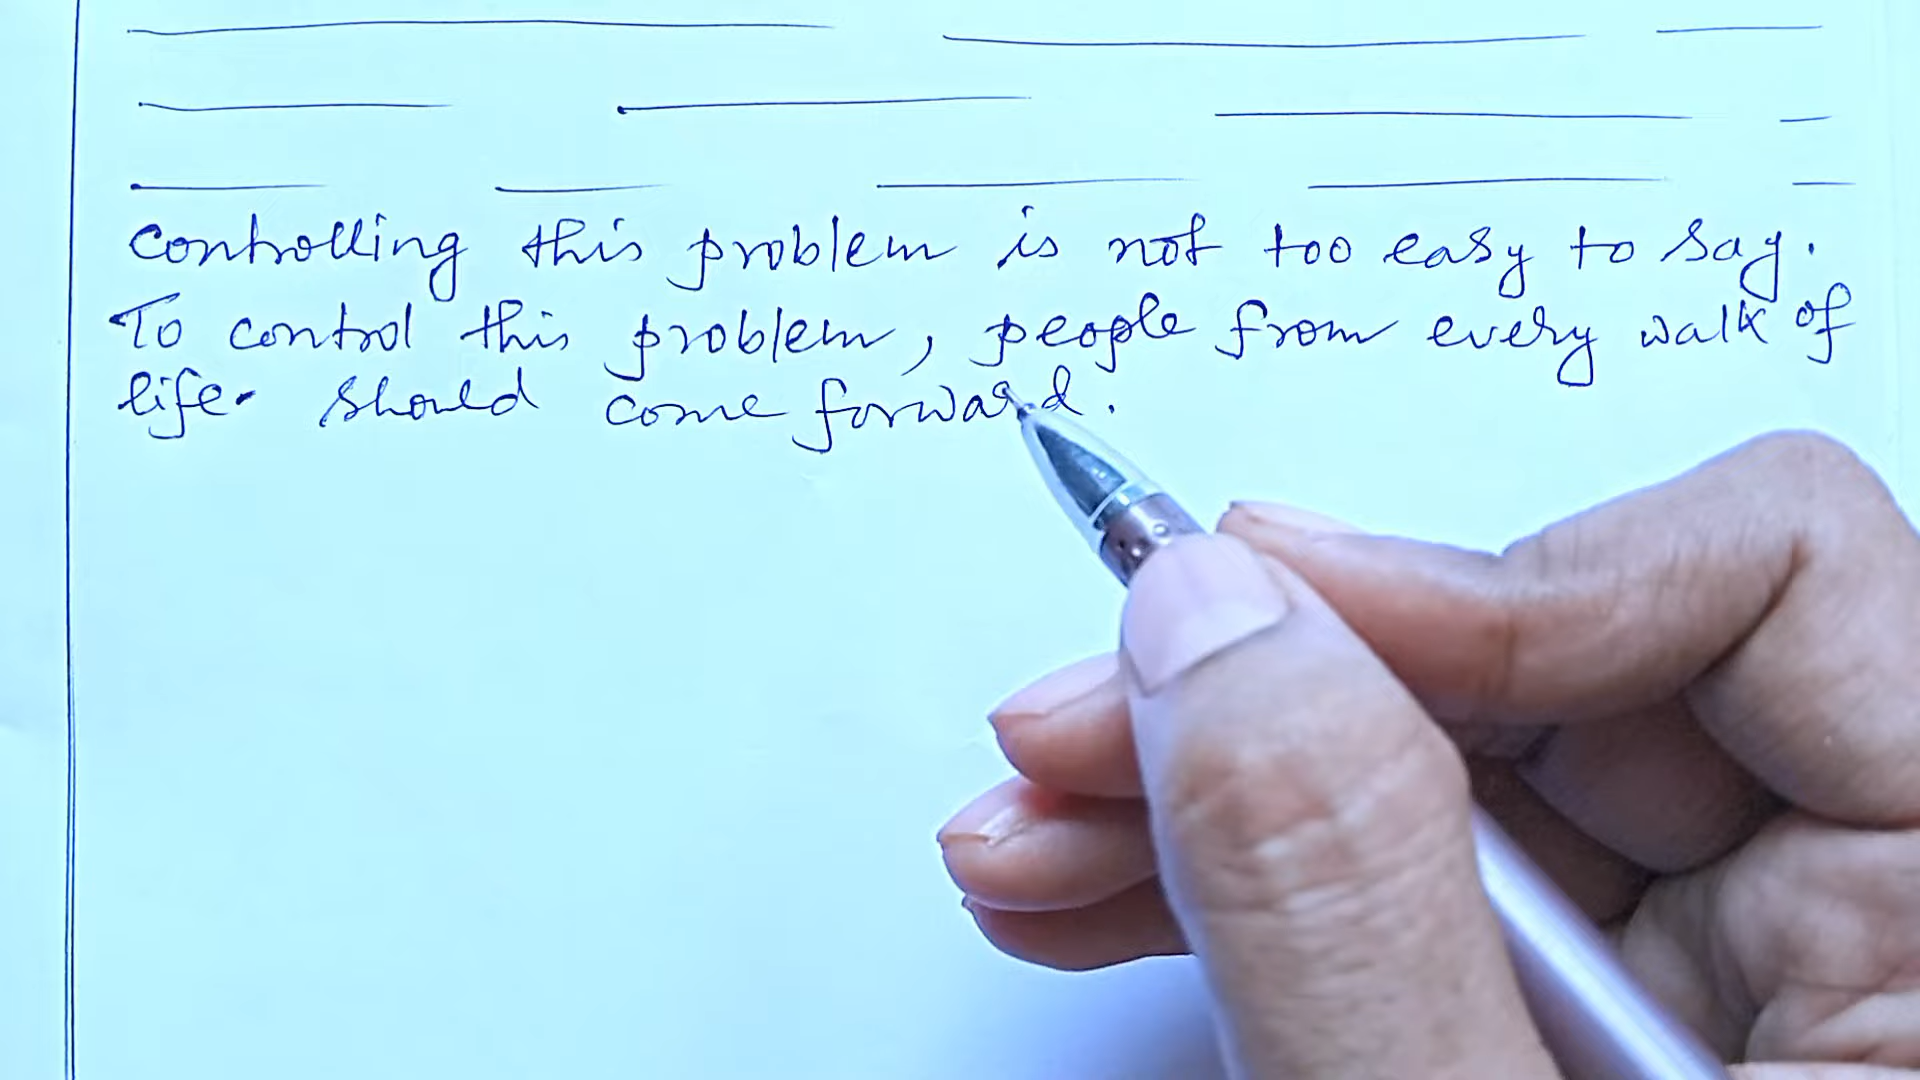 controlling this problem is not too easy to say.
To control this problem, people from every walk of
life. should come forward.